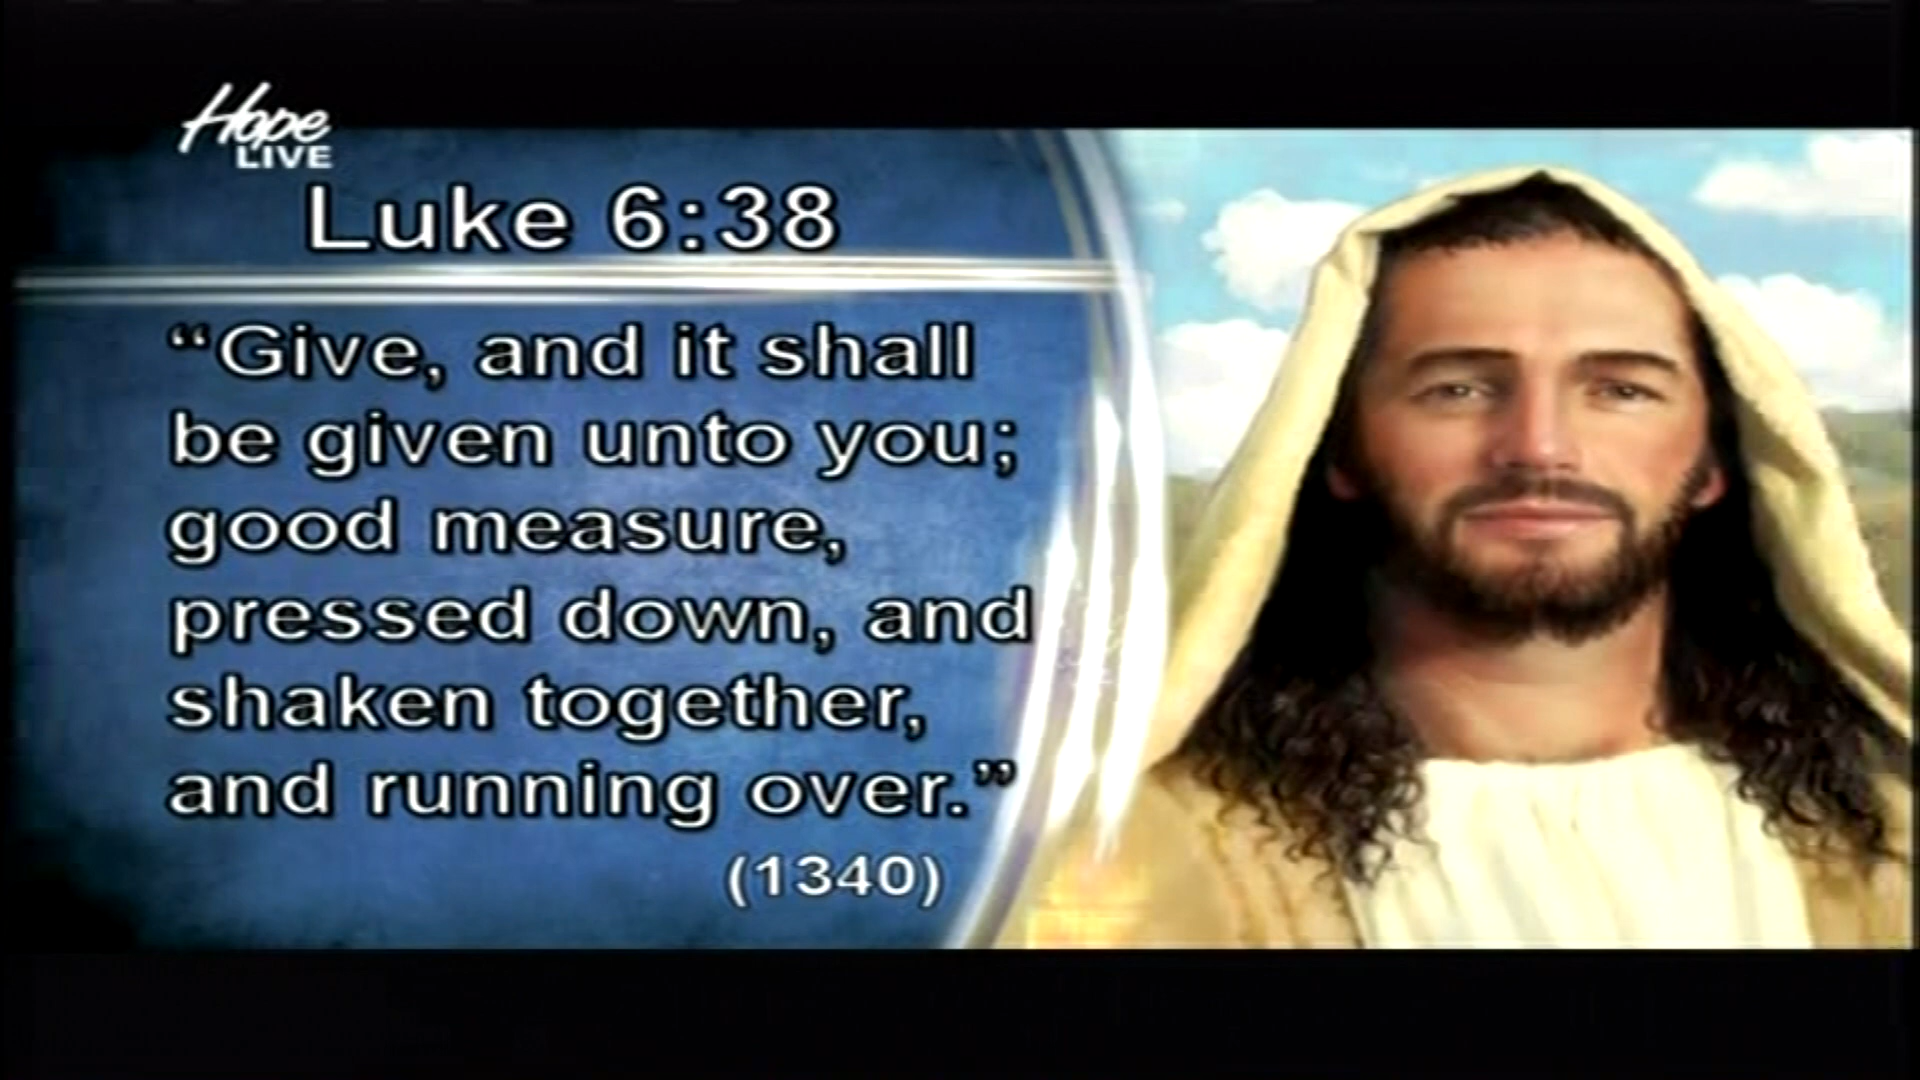 Hope
LIVE
Luke 6:38
“Give, and it shall
be given unto you;
good measure,
pressed down, and
shaken together,
and running over.”
(1340)